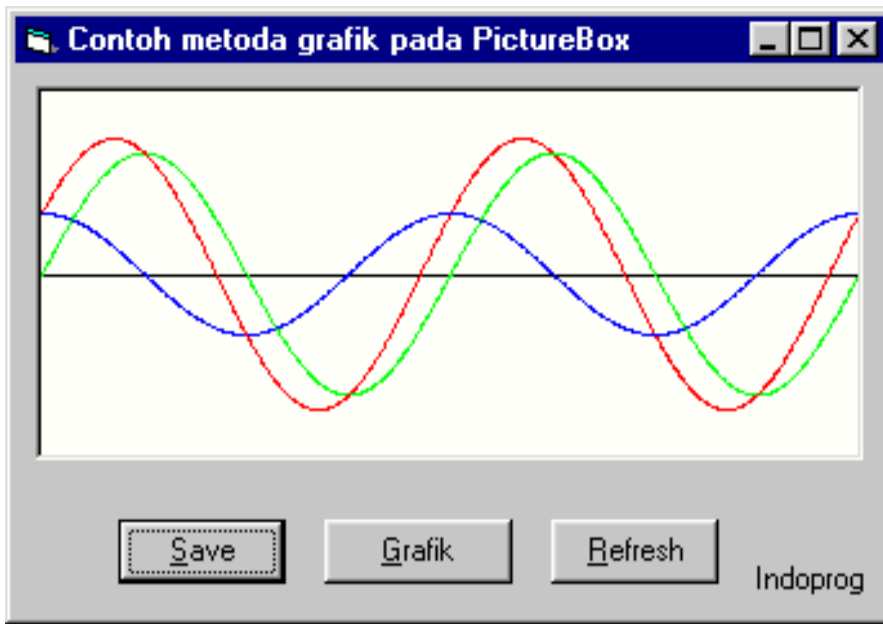 Contoh metoda grafik pada PictureBox
Save
Grafik
Refresh
Indoprog